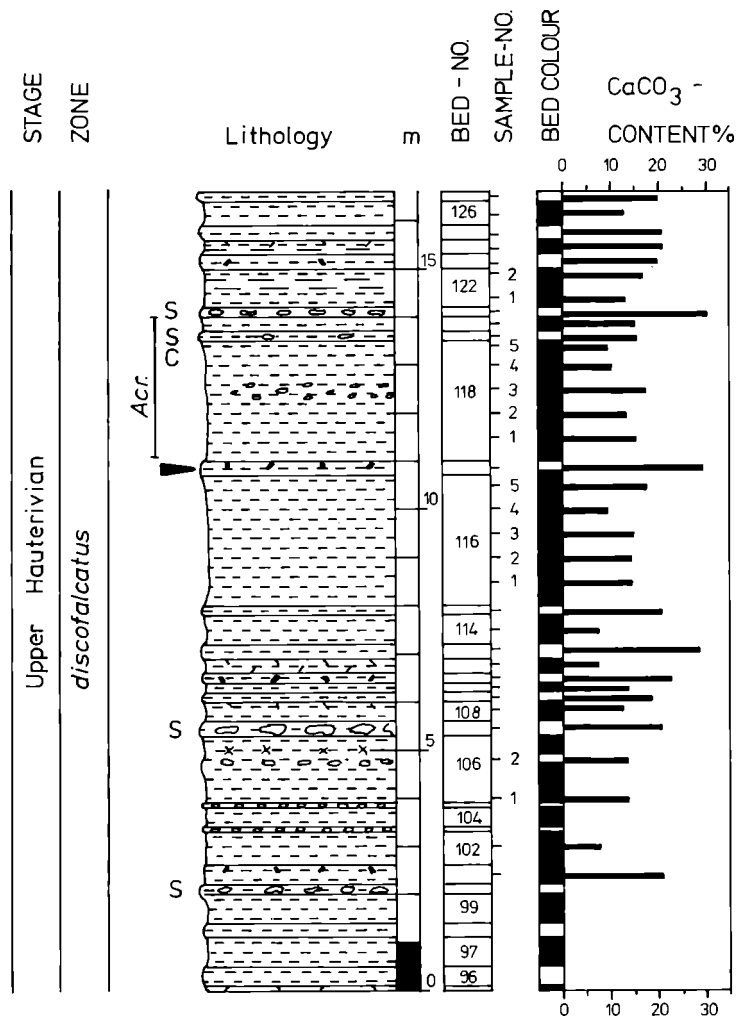 STAGE
ZONE
Lithology
m
BED - NO.
SAMPLE-NO.
BED COLOUR
CaCO3 -
CONTENT%
0 10 20 30
126
15
2
122
1
S
S
5
C
4
Acr.
118
3
2
1
5
10
4
116
3
2
1
114
Upper Hauterivian
discofalcatus
108
S
5
106
2
1
104
102
S
99
97
96
0
0 10 20 30